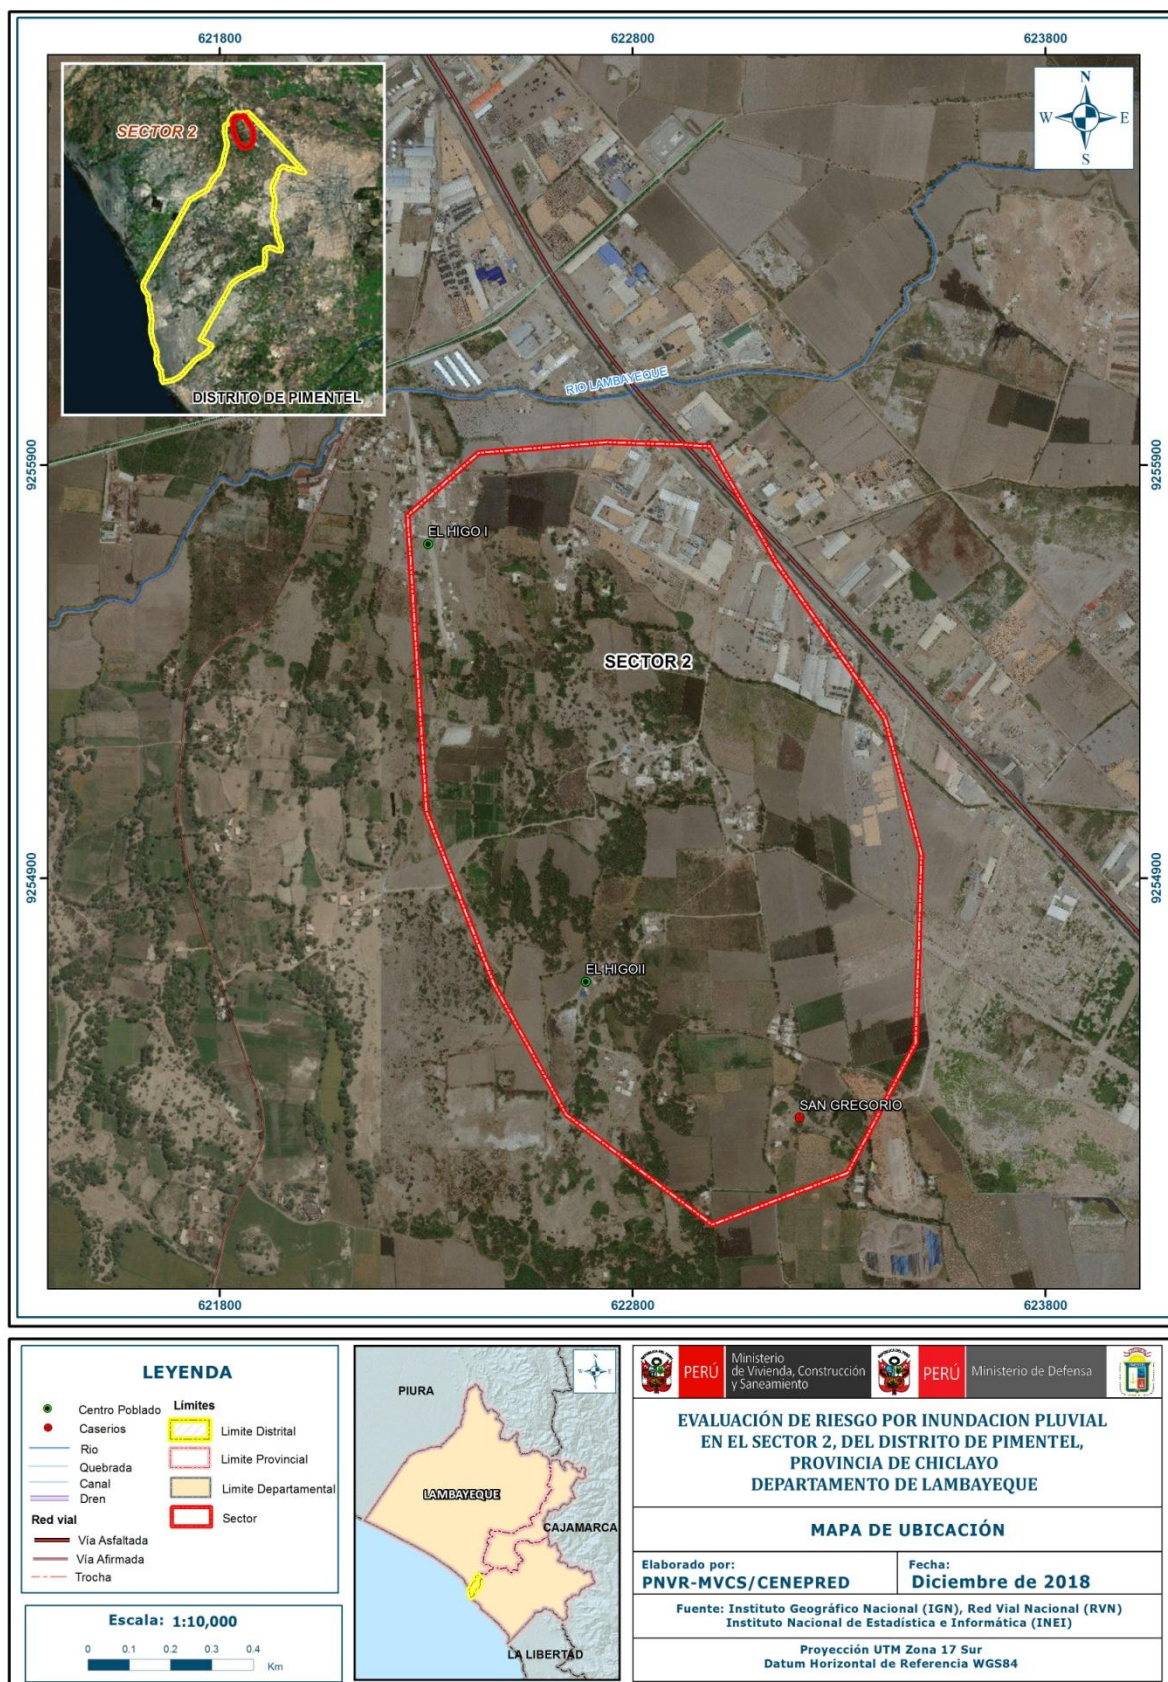 621800
622800
623800
SECTOR 2
DISTRITO DE PIMENTEL
N
W
E
S
RIO LAMBAYEQUE
9255900
9255900
EL HIGO I
SECTOR 2
9254900
9254900
EL HIGOII
SAN GREGORIO
621800
622800
623800
LEYENDA
Centro Poblado
Caserios
Rio
Quebrada
Canal
Dren
Red vial
Vía Asfaltada
Vía Afirmada
Trocha
Límites
Limite Distrital
Limite Provincial
Limite Departamental
Sector
Escala: 1:10,000
0 0.1 0.2 0.3 0.4
Km
PIURA
LAMBAYEQUE
CAJAMARCA
LA LIBERTAD
PERÚ
Ministerio
de Vivienda, Construcción
y Saneamiento
PERÚ
Ministerio de Defensa
EVALUACIÓN DE RIESGO POR INUNDACION PLUVIAL
EN EL SECTOR 2, DEL DISTRITO DE PIMENTEL,
PROVINCIA DE CHICLAYO
DEPARTAMENTO DE LAMBAYEQUE
MAPA DE UBICACIÓN
Elaborado por:
PNVR-MVCS/CENEPRED
Fecha:
Diciembre de 2018
Fuente: Instituto Geográfico Nacional (IGN), Red Vial Nacional (RVN)
Instituto Nacional de Estadística e Informática (INEI)
Proyección UTM Zona 17 Sur
Datum Horizontal de Referencia WGS84